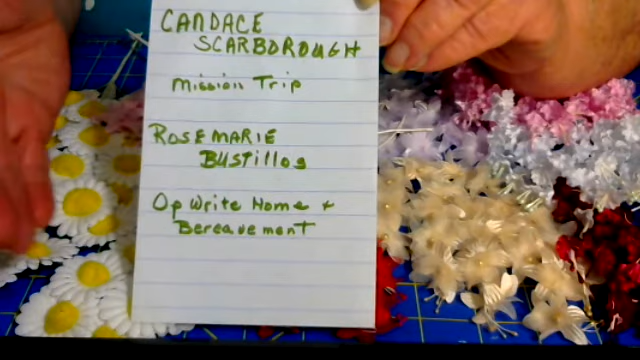 CANDACE
SCARBOROUGH
Mission Trip
ROSEMARIE
BUSTillos
Op Write Home +
Bereavement